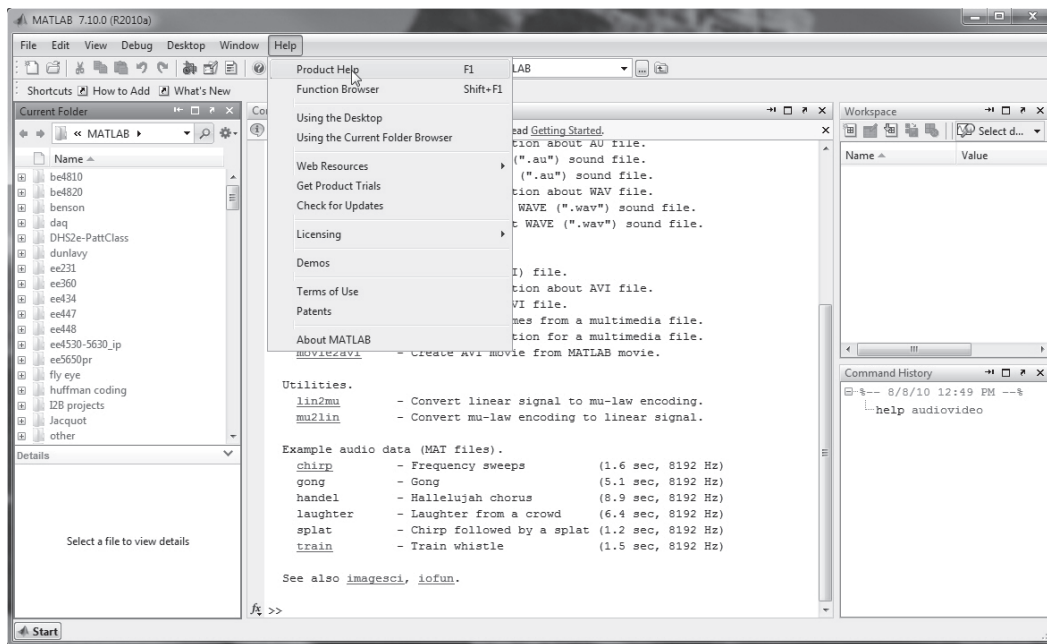 MATLAB 7.10.0 (R2010a)
File Edit View Debug Desktop Window Help
LAB
Shortcuts How to Add What's New
Product Help F1
Function Browser Shift+F1
Using the Desktop
Using the Current Folder Browser
Web Resources
Get Product Trials
Check for Updates
Licensing
Demos
Terms of Use
Patents
About MATLAB
Current Folder
« MATLAB
Name
be4810
be4820
benson
daq
DHS2e-PattClass
dunlavy
ee231
ee360
ee434
ee447
ee448
ee4530-5630_ip
ee5650pr
fly eye
huffman coding
I2B projects
Jacquot
other
Details
Select a file to view details
Co
ead Getting Started.
tion about AU file.
(".au") sound file.
(".au") sound file.
tion about WAV file.
WAVE (".wav") sound file.
t WAVE (".wav") sound file.
I) file.
tion about AVI file.
VI file.
mes from a multimedia file.
tion for a multimedia file.
movie2avi - Create AVI movie from MATLAB movie.
Utilities.
lin2mu - Convert linear signal to mu-law encoding.
mu2lin - Convert mu-law encoding to linear signal.
Example audio data (MAT files).
chirp - Frequency sweeps (1.6 sec, 8192 Hz)
gong - Gong (5.1 sec, 8192 Hz)
handel - Hallelujah chorus (8.9 sec, 8192 Hz)
laughter - Laughter from a crowd (6.4 sec, 8192 Hz)
splat - Chirp followed by a splat (1.2 sec, 8192 Hz)
train - Train whistle (1.5 sec, 8192 Hz)
See also imagesci, iofun.
fx >>
Workspace
Select d...
Name Value
Command History
%-- 8/8/10 12:49 PM --%
help audiovideo
Start